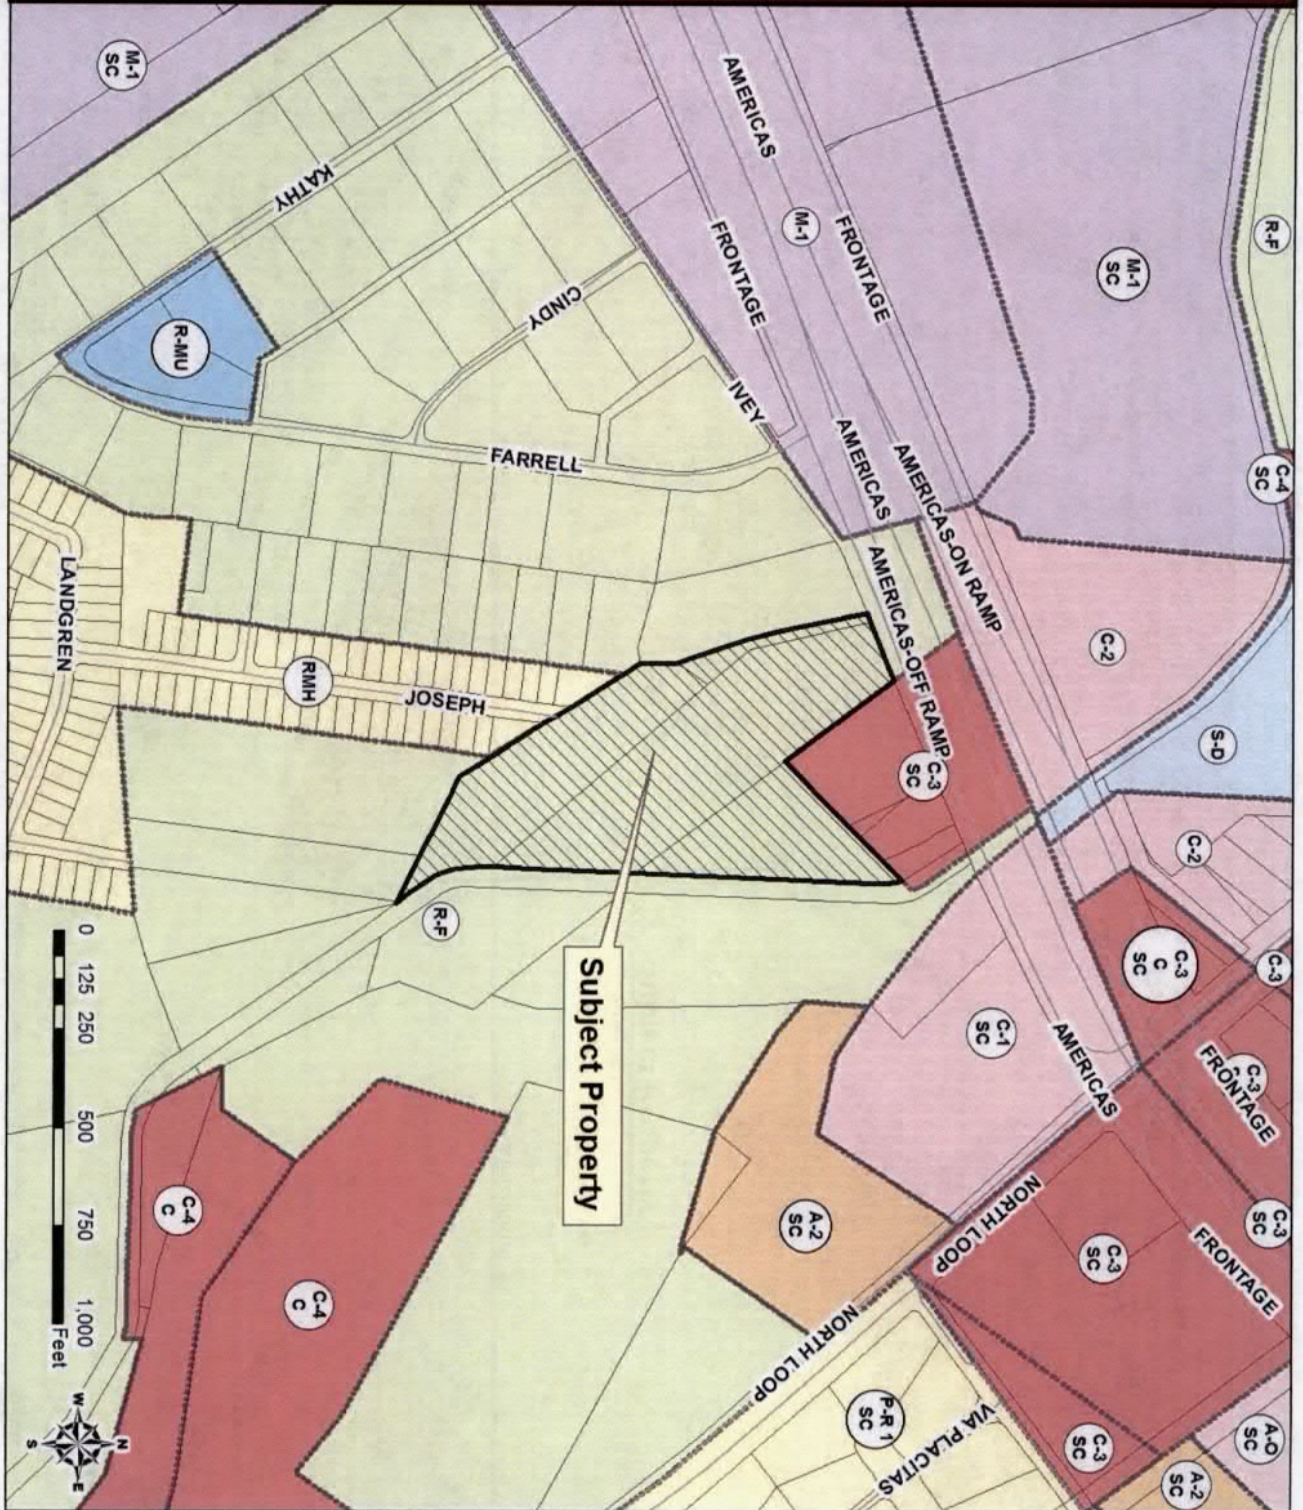 M-1
SC
KATHY
R-MU
CINDY
IVEY
FARRELL
LANDGREN
RMH
JOSEPH
AMERICAS
M-1
FRONTAGE
FRONTAGE
M-1
SC
R-F
C-4
SC
AMERICAS
AMERICAS-ON RAMP
AMERICAS-OFF RAMP
C-2
S-D
C-3
SC
C-2
C-3
C
SC
C-3
R-F
Subject Property
C-1
SC
AMERICAS
C-3
FRONTAGE
C-3
SC
FRONTAGE
C-3
SC
NORTH LOOP
A-2
SC
NORTH LOOP
P-R 1
SC
VIA PLACITAS
C-3
SC
A-O
SC
A-2
SC
C-4
C
C-4
C
0 125 250 500 750 1,000
Feet
N
W
E
S